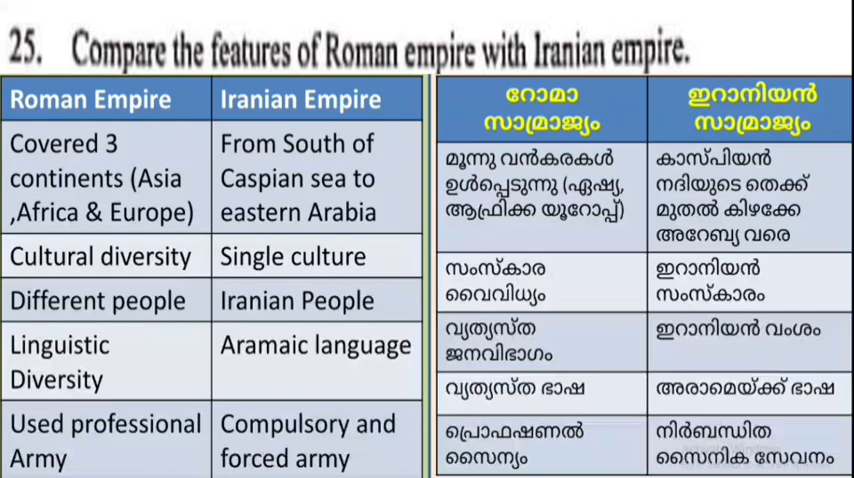 25. Compare the features of Roman empire with Iranian empire.
Roman Empire
Iranian Empire
Covered 3
continents (Asia
,Africa & Europe)
From South of
Caspian sea to
eastern Arabia
Cultural diversity
Single culture
Different people
Iranian People
Linguistic
Diversity
Aramaic language
Used professional
Army
Compulsory and
forced army
റോമാ
സാമ്രാജ്യം
ഇറാനിയൻ
സാമ്രാജ്യം
മൂന്നു വൻകരകൾ
ഉൾപ്പെടുന്നു (ഏഷ്യ,
ആഫ്രിക്ക യൂറോപ്പ്)
കാസ്പിയൻ
നദിയുടെ തെക്ക്
മുതൽ കിഴക്കേ
അറേബ്യ വരെ
സംസ്കാര
വൈവിധ്യം
ഇറാനിയൻ
സംസ്കാരം
വ്യത്യസ്ത
ജനവിഭാഗം
ഇറാനിയൻ വംശം
വ്യത്യസ്ത ഭാഷ
അരാമെയ്ക്ക് ഭാഷ
പ്രൊഫഷണൽ
സൈന്യം
നിർബന്ധിത
സൈനിക സേവനം